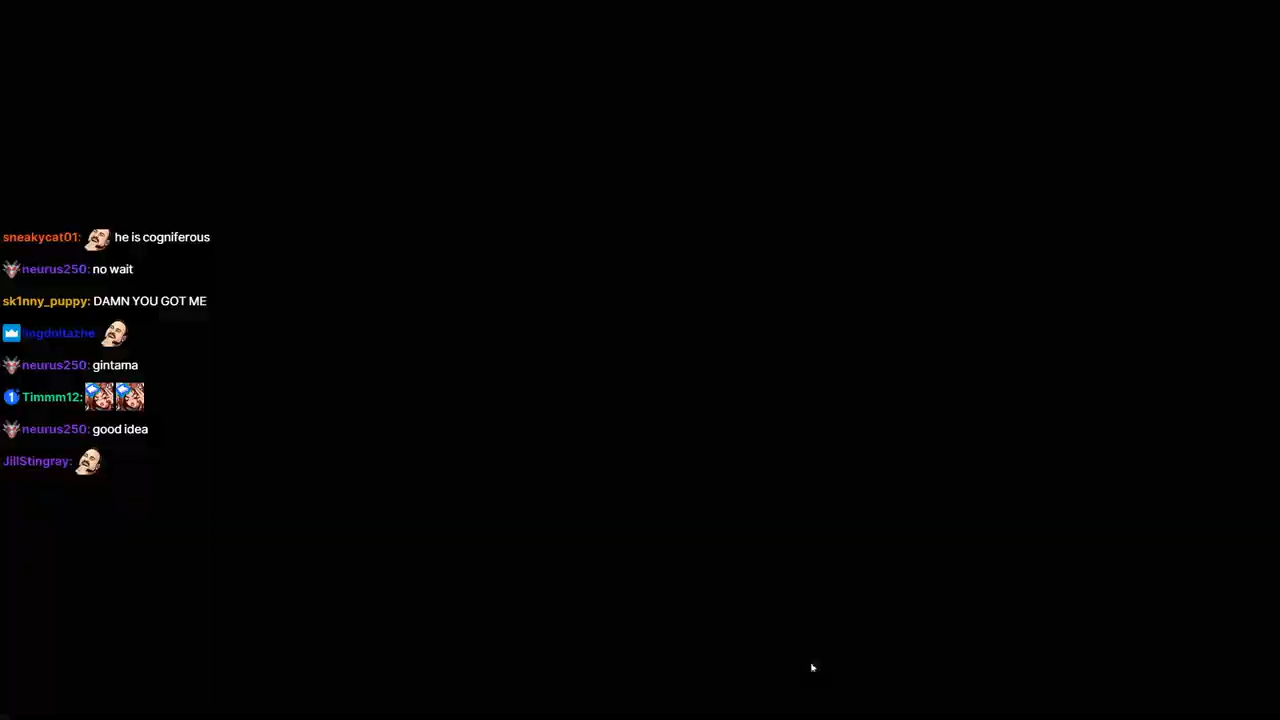 sneakycat01: he is cogniferous
neurus250: no wait
sk1nny_puppy: DAMN YOU GOT ME
neurus250: gintama
1 Timmm12:
neurus250: good idea
JillStingray: